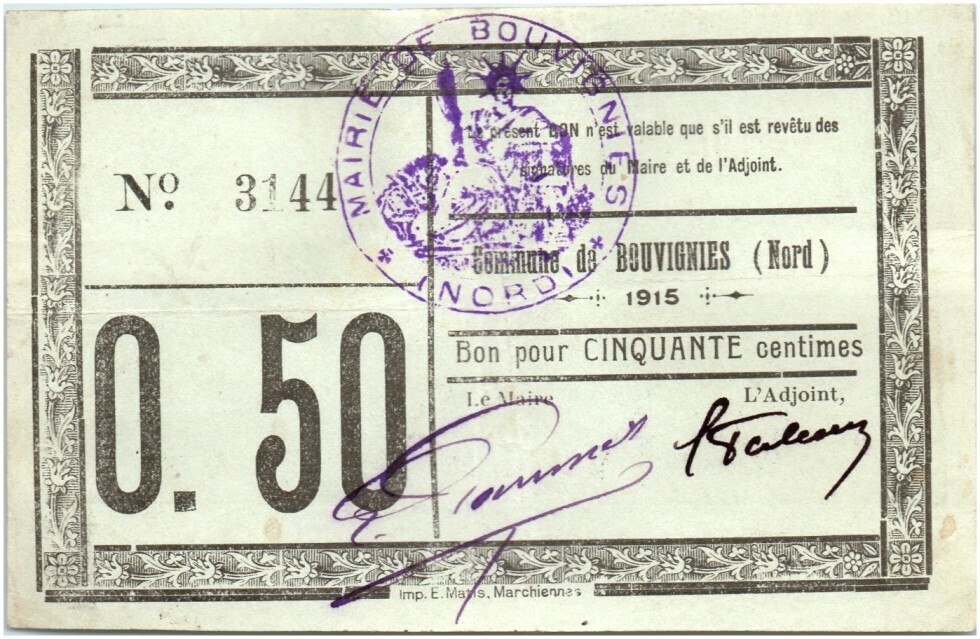 MAIRIE DE BOUVIGNIES
(NORD)
Le présent BON n'est valable que s'il est revêtu des
signatures du Maire et de l'Adjoint.
No. 3144
Commune de BOUVIGNIES (Nord)
1915
0.50
Bon pour CINQUANTE centimes
Le Maire
L'Adjoint,
Imp. E. Matis, Marchiennes